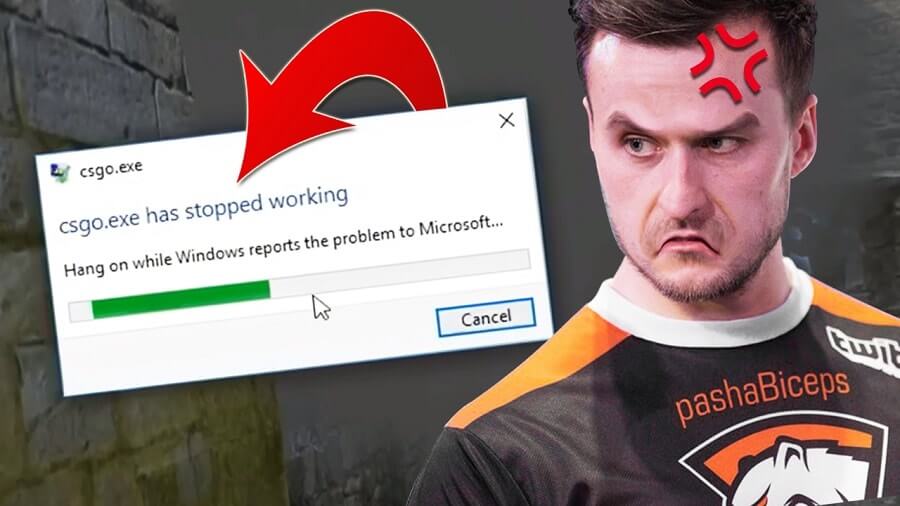 csgo.exe
csgo.exe has stopped working
Hang on while Windows reports the problem to Microsoft...
Cancel
pashaBiceps